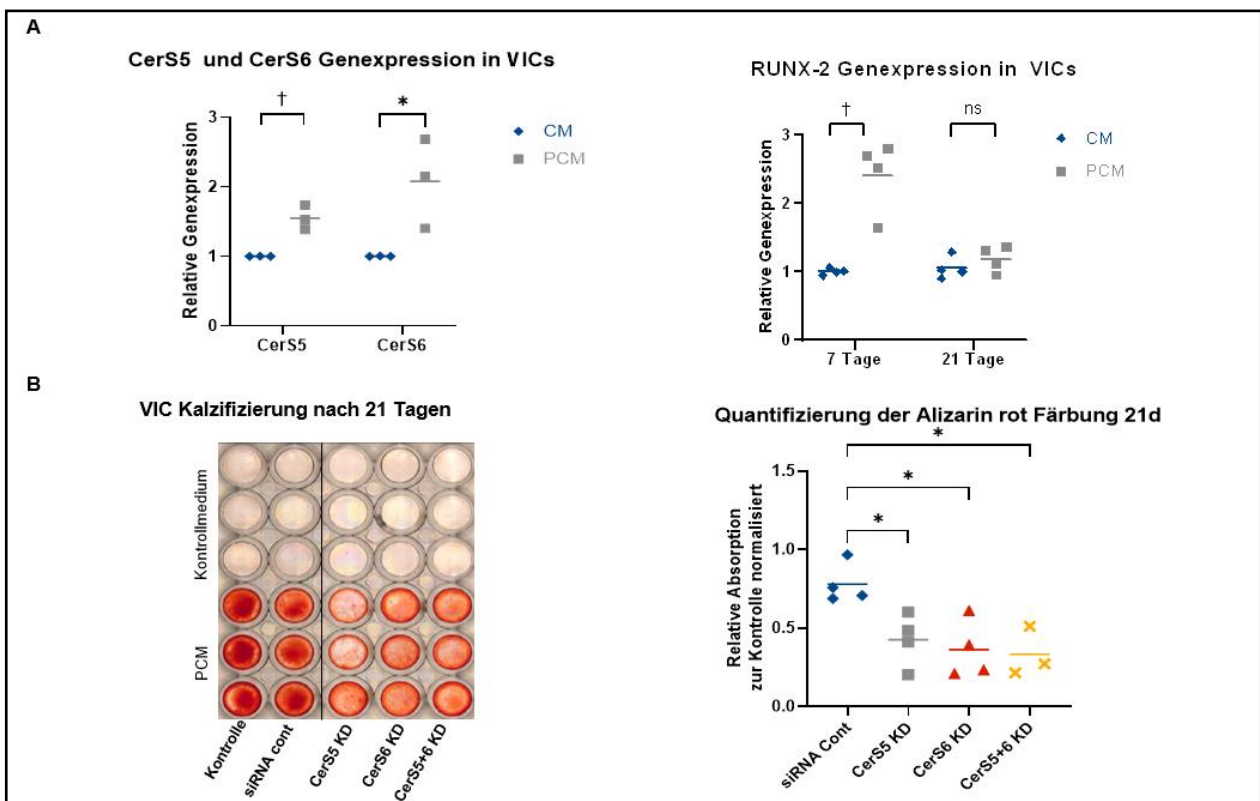 A
CerS5 und CerS6 Genexpression in VICs
†
*
Relative Genexpression
3
2
1
0
CerS5
CerS6
CM
PCM
RUNX-2 Genexpression in VICs
†
ns
Relative Genexpression
3
2
1
0
7 Tage
21 Tage
CM
PCM
B
VIC Kalzifizierung nach 21 Tagen
Kontrollmedium
PCM
Kontrolle
siRNA cont
CerS5 KD
CerS6 KD
CerS5+6 KD
Quantifizierung der Alizarin rot Färbung 21d
*
*
*
Relative Absorption
zur Kontrolle normalisiert
1.5
1.0
0.5
0.0
siRNA Cont
CerS5 KD
CerS6 KD
CerS5+6 KD